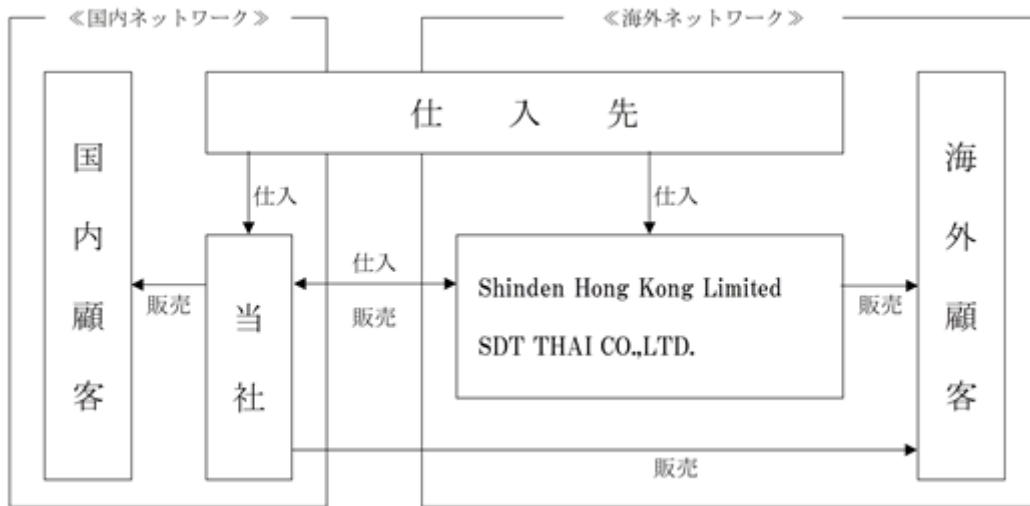 ≪国内ネットワーク≫
≪海外ネットワーク≫
仕入先
国内顧客
海外顧客
仕入
仕入
当社
仕入
販売
Shinden Hong Kong Limited
SDT THAI CO.,LTD.
販売
販売
販売